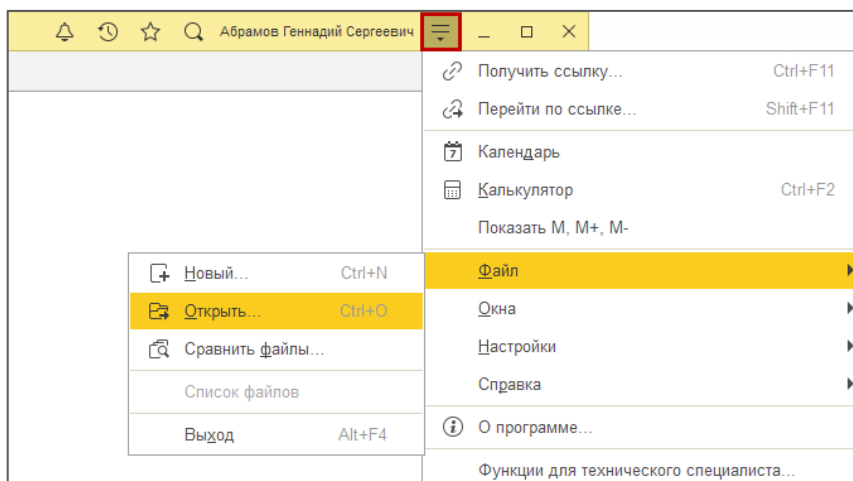 Абрамов Геннадий Сергеевич
Получить ссылку... Ctrl+F11
Перейти по ссылке... Shift+F11
7 Календарь
Калькулятор Ctrl+F2
Показать M, M+, M-
Файл
Новый... Ctrl+N
Открыть... Ctrl+O
Сравнить файлы...
Список файлов
Выход Alt+F4
Окна
Настройки
Справка
О программе...
Функции для технического специалиста...